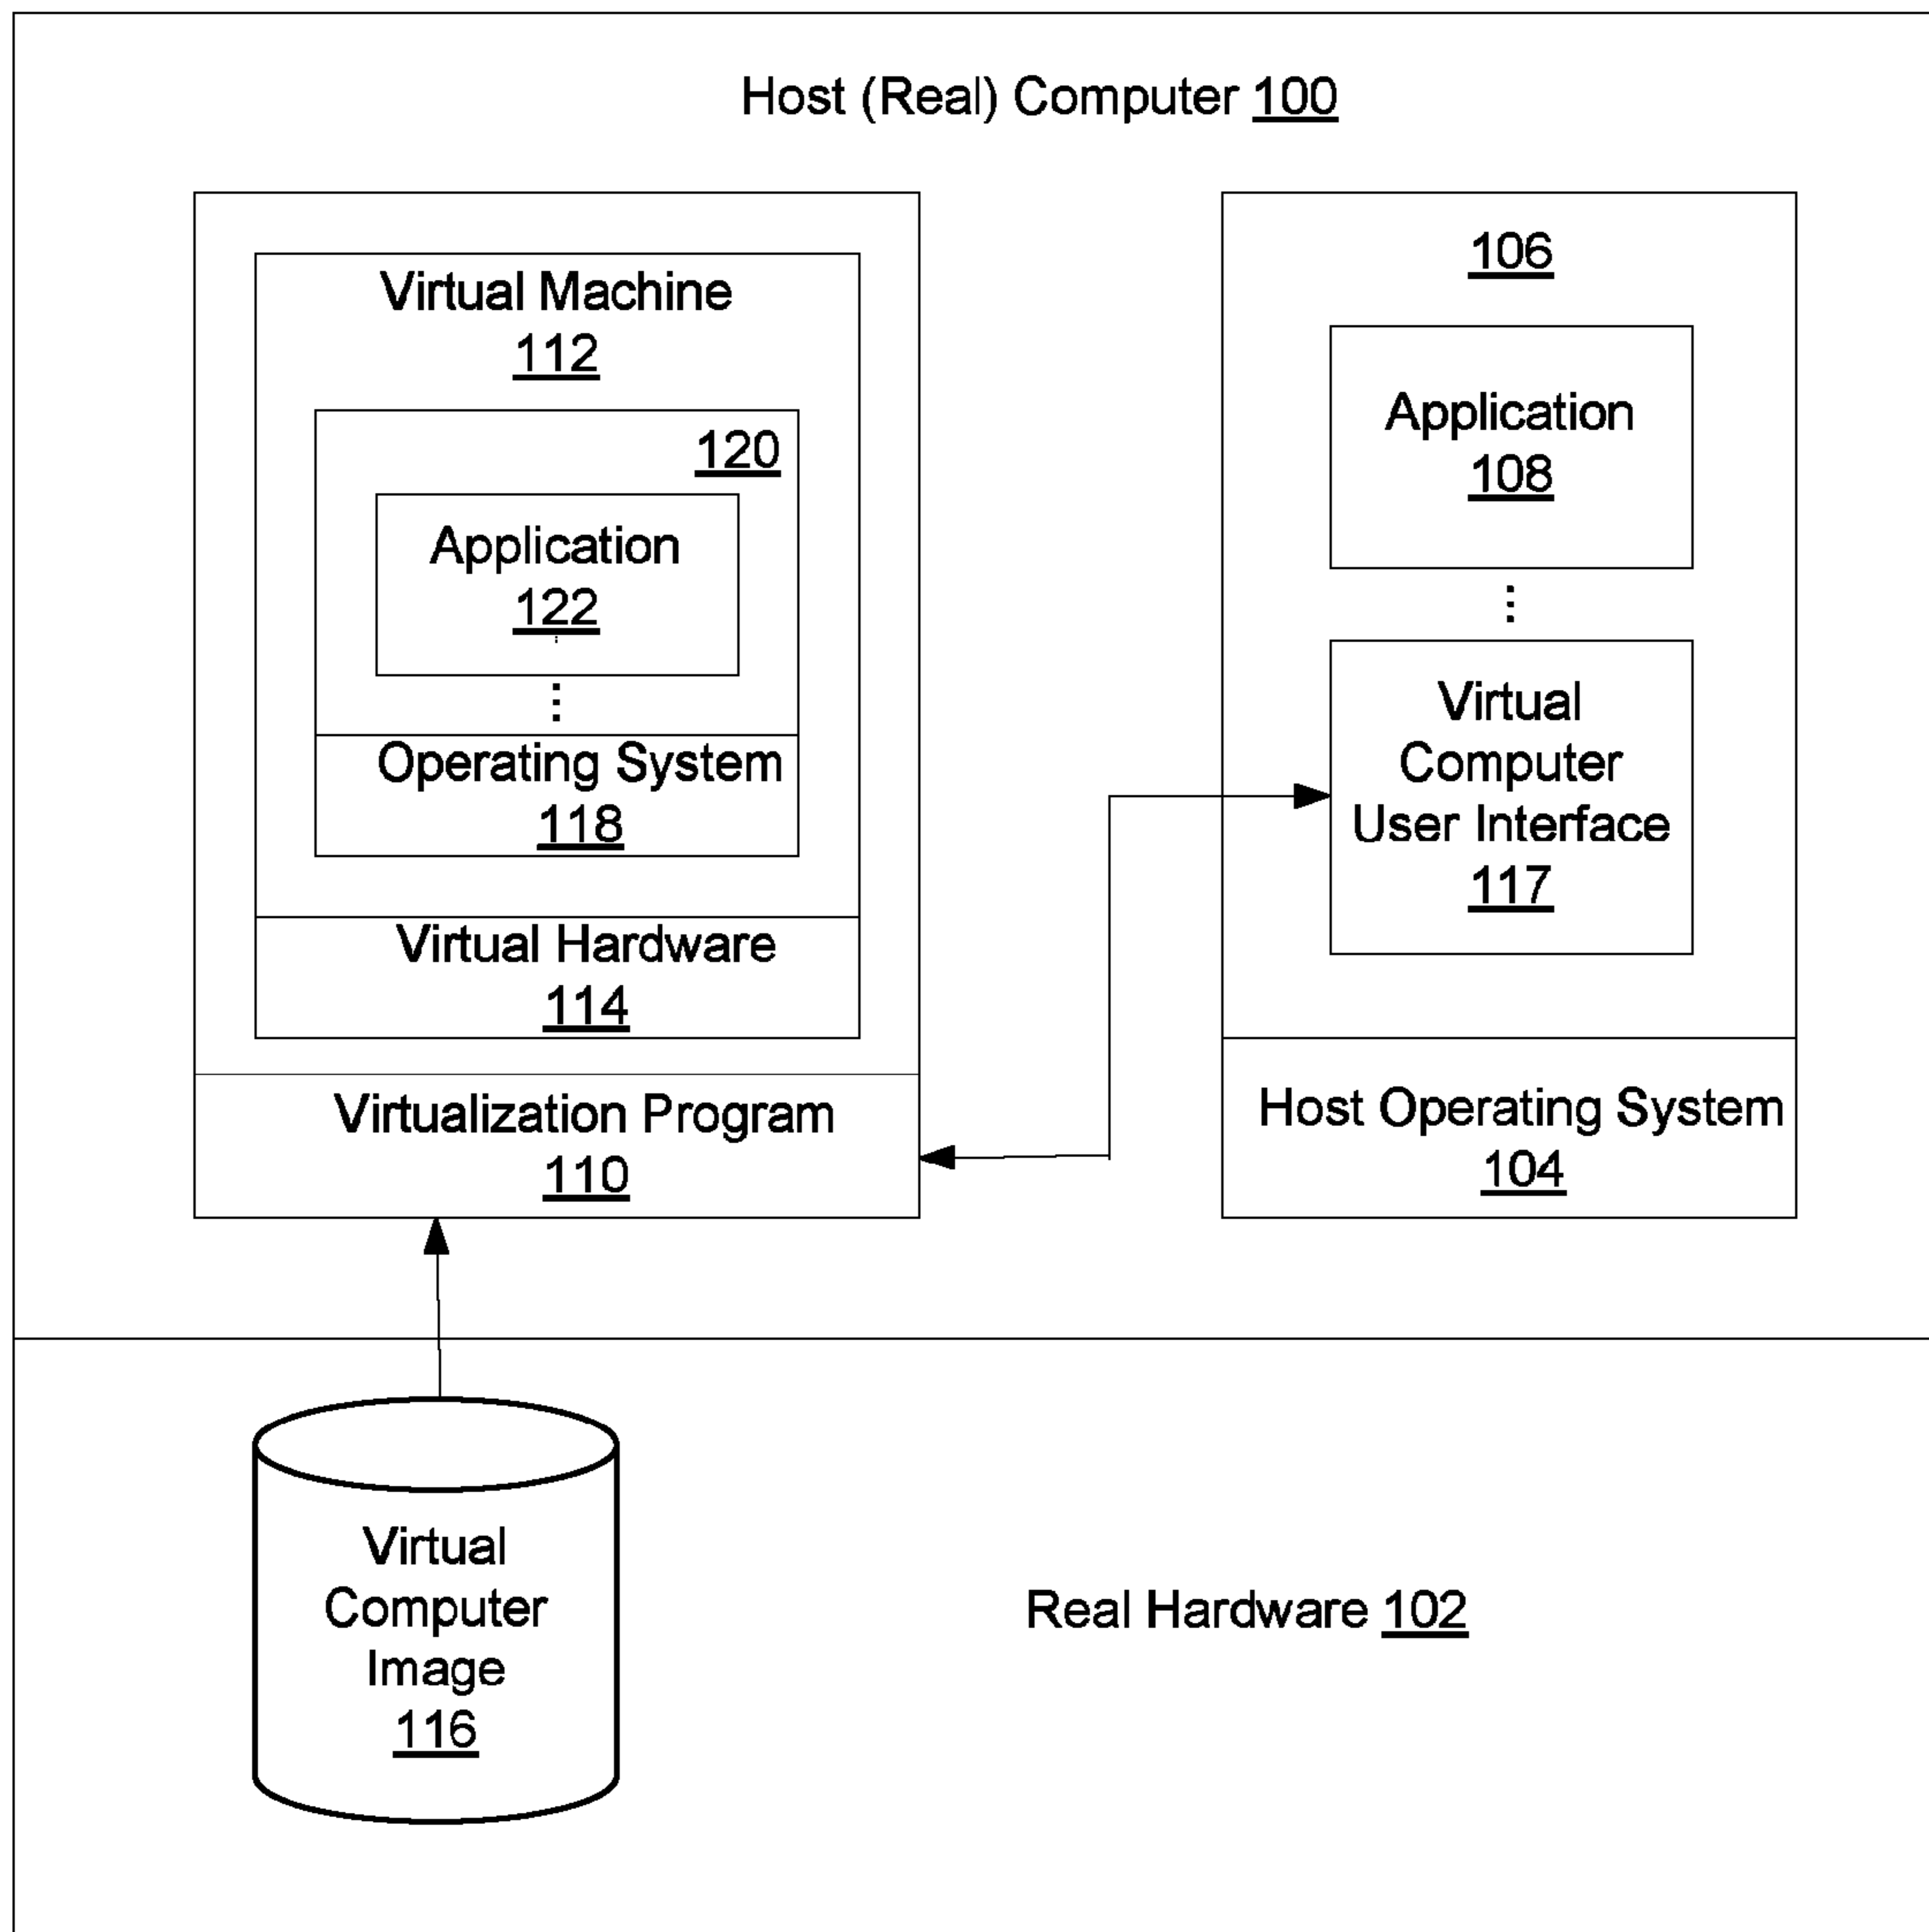 Host (Real) Computer 100
Virtual Machine
112
120
Application
122
Operating System
118
Virtual Hardware
114
Virtualization Program
110
106
Application
108
Virtual
Computer
User Interface
117
Host Operating System
104
Virtual
Computer
Image
116
Real Hardware 102